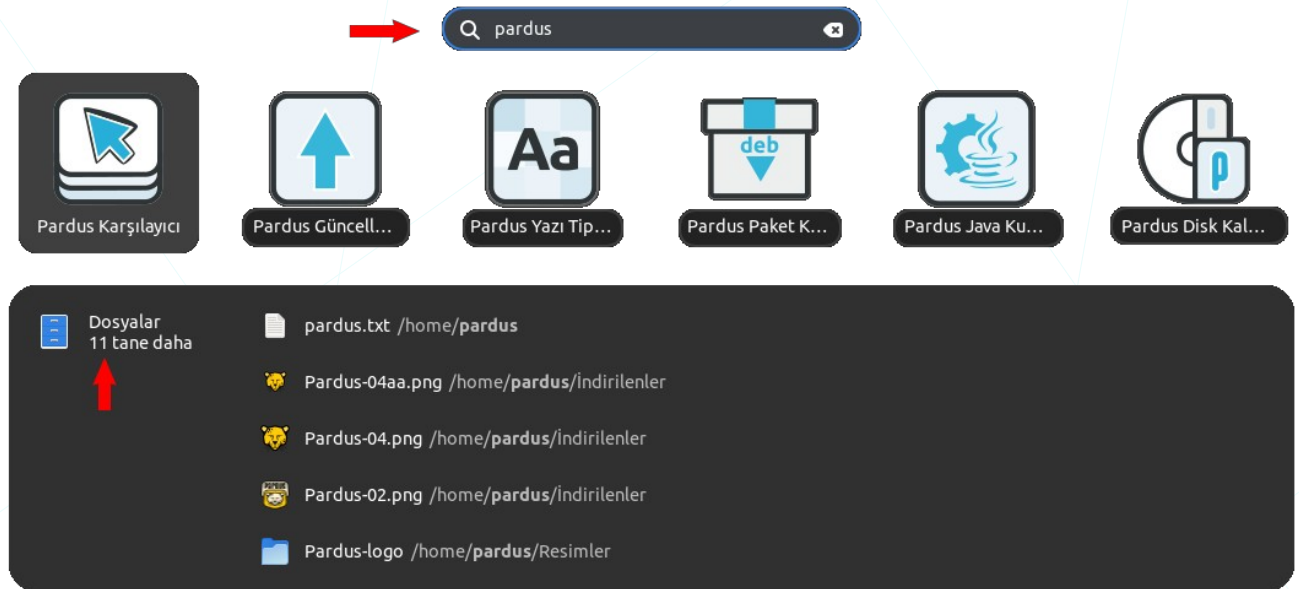 pardus
Aa
deb
p
Pardus Karşılayıcı
Pardus Güncell...
Pardus Yazı Tip...
Pardus Paket K...
Pardus Java Ku...
Pardus Disk Kal...
Dosyalar
11 tane daha
pardus.txt /home/pardus
Pardus-04aa.png /home/pardus/İndirilenler
Pardus-04.png /home/pardus/İndirilenler
Pardus-02.png /home/pardus/İndirilenler
Pardus-logo /home/pardus/Resimler